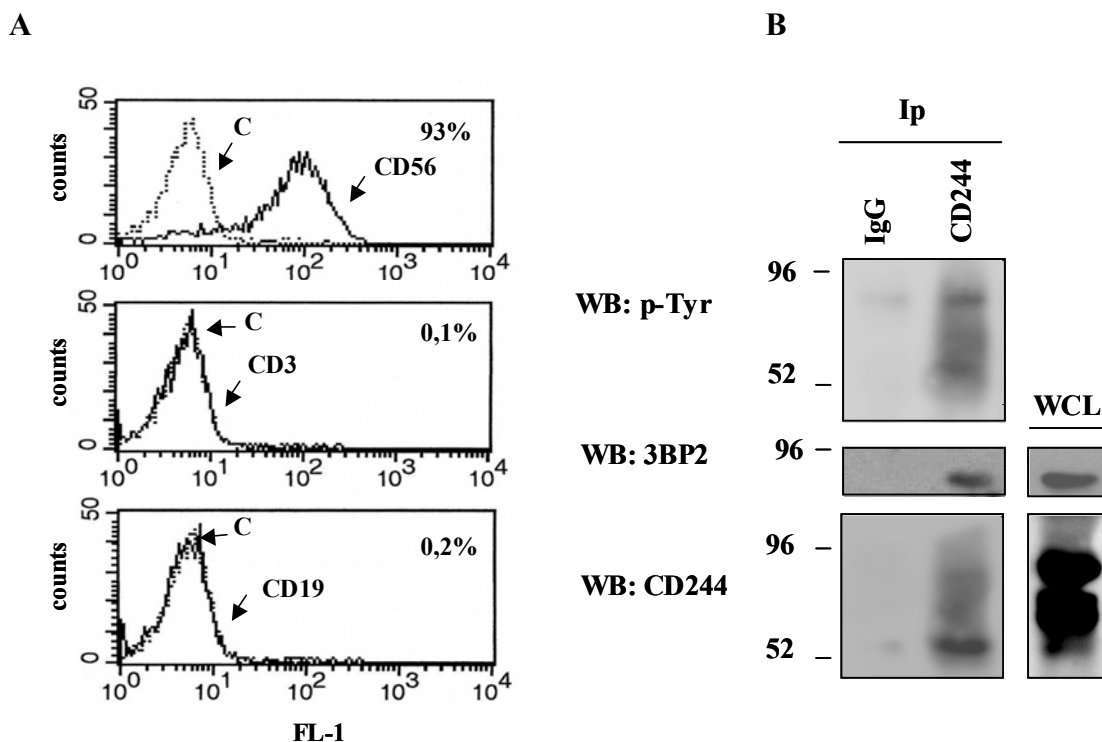 A
50
counts
0
C
93%
CD56
10^0 10^1 10^2 10^3 10^4
50
counts
0
C
0,1%
CD3
10^0 10^1 10^2 10^3 10^4
50
counts
0
C
0,2%
CD19
10^0 10^1 10^2 10^3 10^4
FL-1
B
Ip
IgG
CD244
WB: p-Tyr
96
52
WCL
WB: 3BP2
96
WB: CD244
96
52